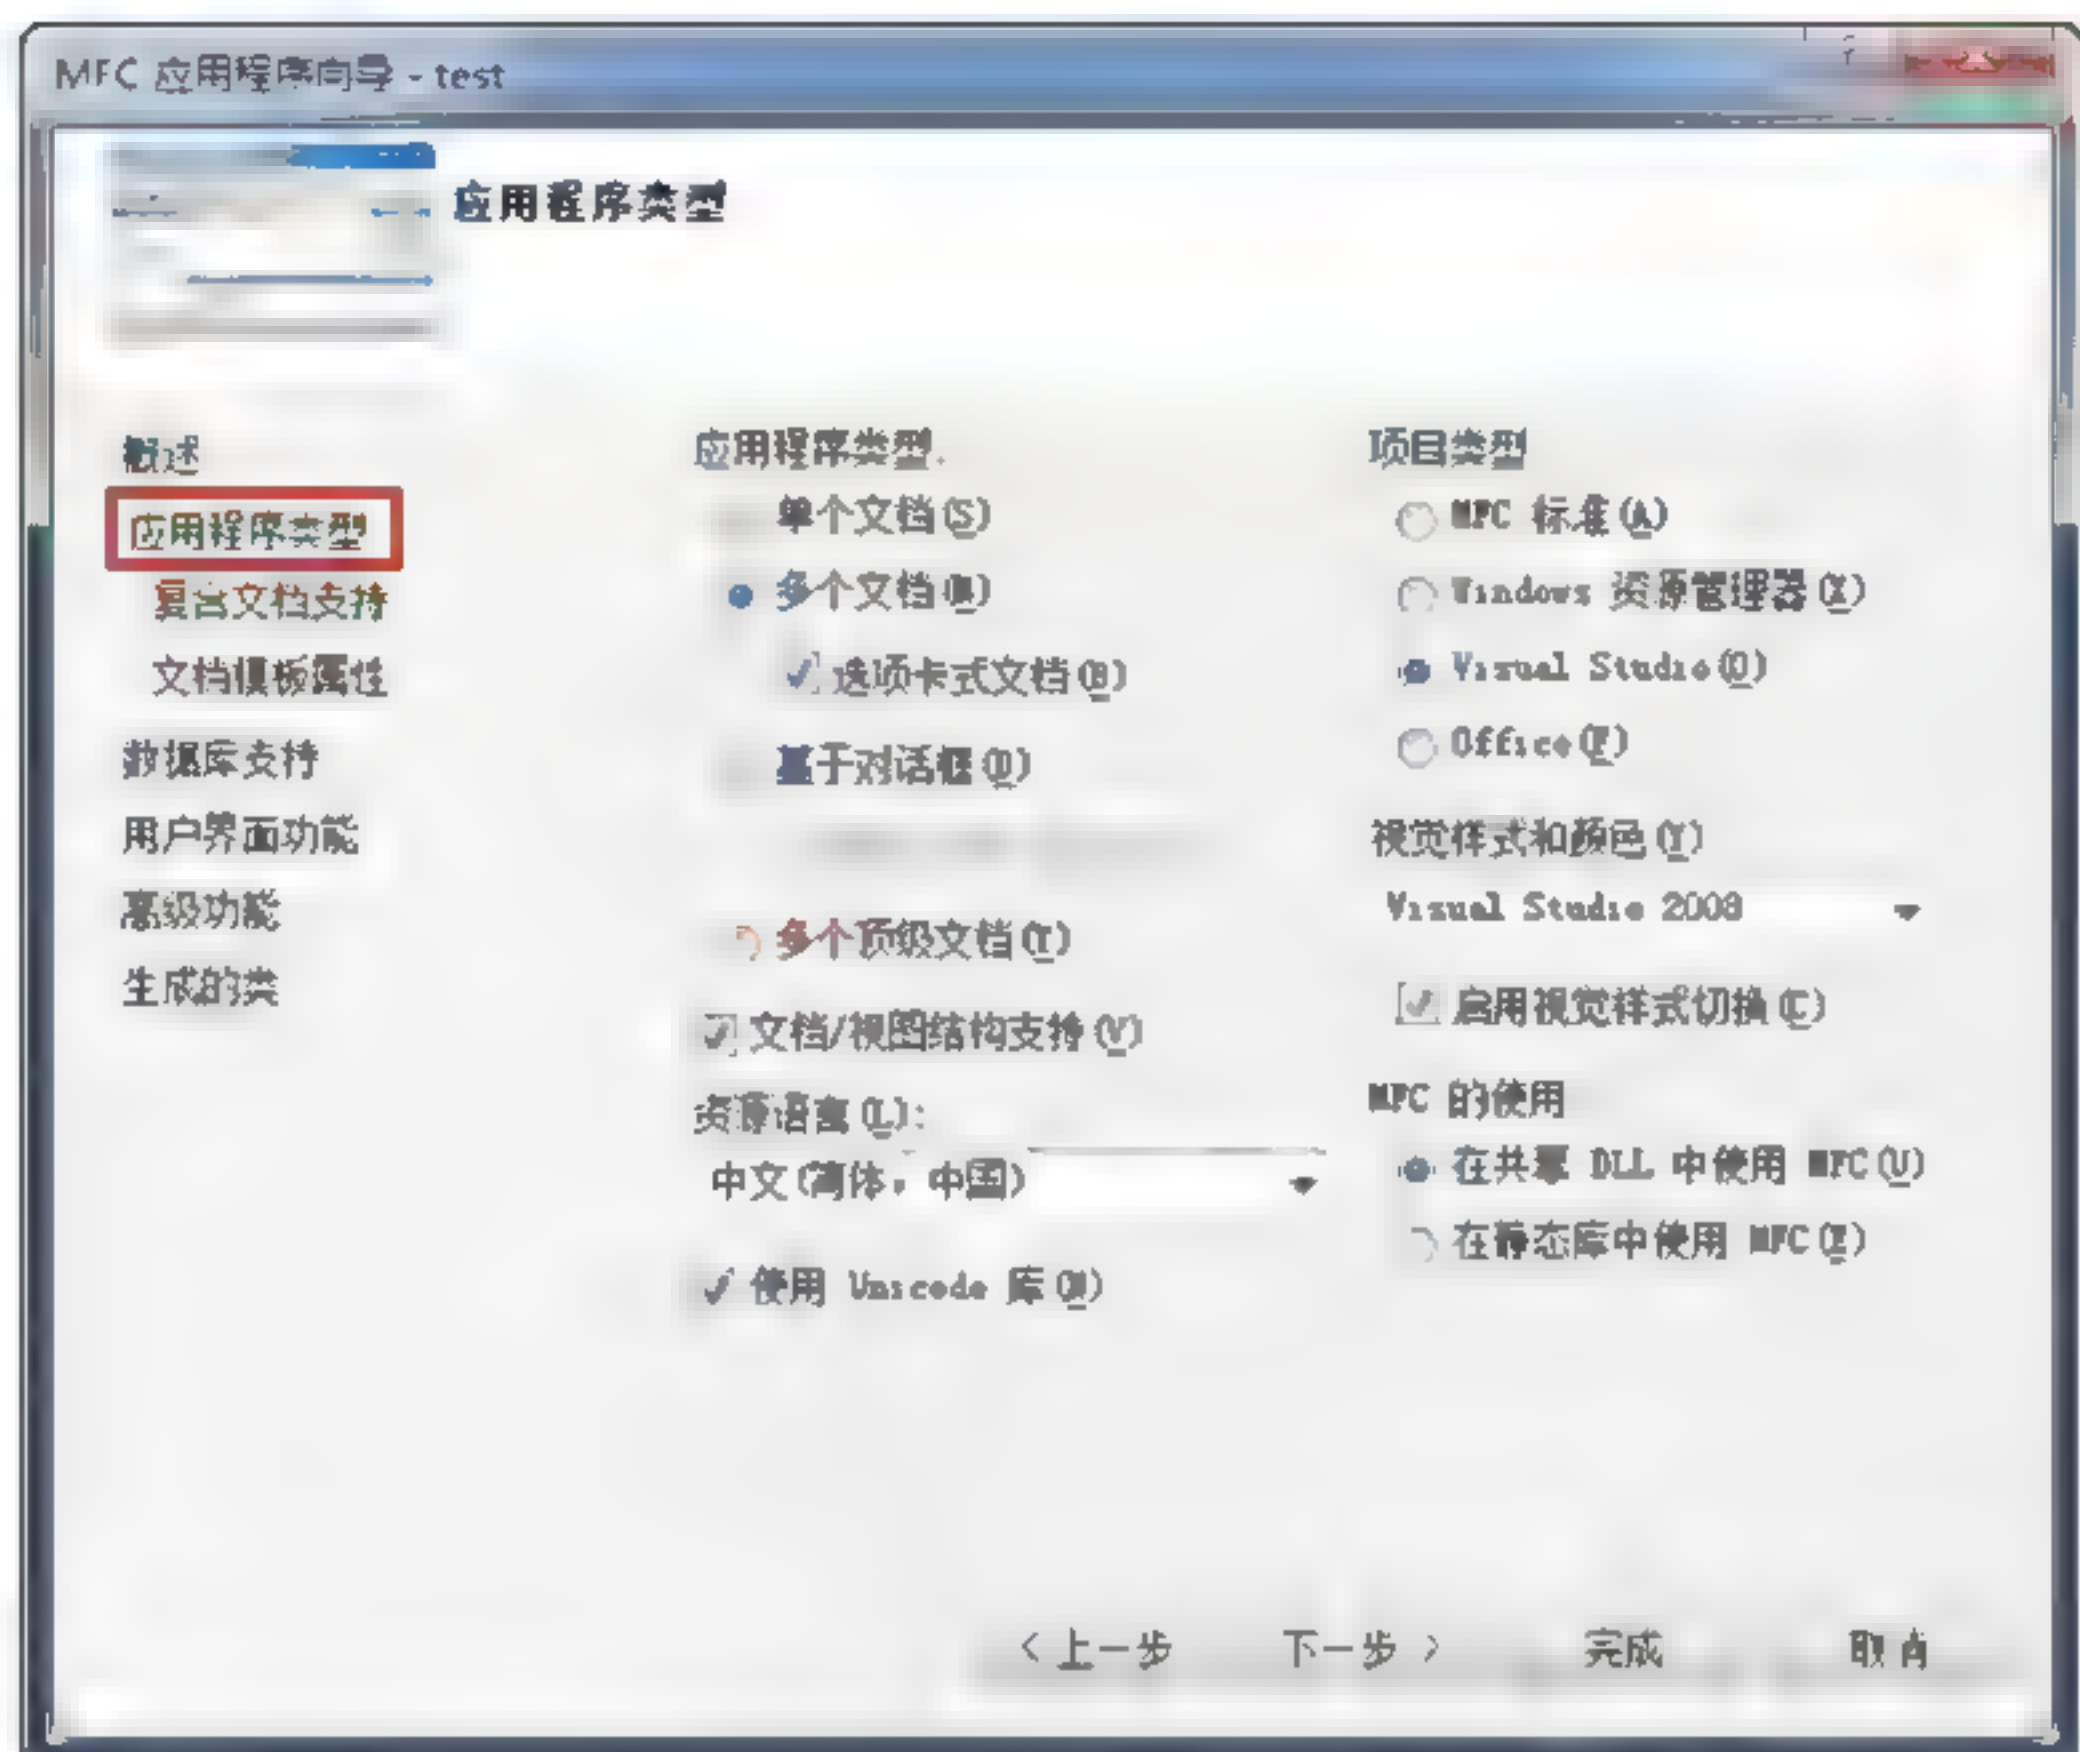 MFC 应用程序向导 - test
应用程序类型
概述
应用程序类型
复合文档支持
文档模板属性
数据库支持
用户界面功能
高级功能
生成的类
应用程序类型:
单个文档(S)
多个文档(M)
选项卡式文档(B)
基于对话框(D)
多个顶级文档(T)
文档/视图结构支持(V)
资源语言(L):
中文(简体，中国)
使用 Unicode 库(N)
项目类型
MFC 标准(A)
Windows 资源管理器(X)
Visual Studio(O)
Office(F)
视觉样式和颜色(Y)
Visual Studio 2008
启用视觉样式切换(C)
MFC 的使用
在共享 DLL 中使用 MFC(U)
在静态库中使用 MFC(E)
< 上一步
下一步 >
完成
取消